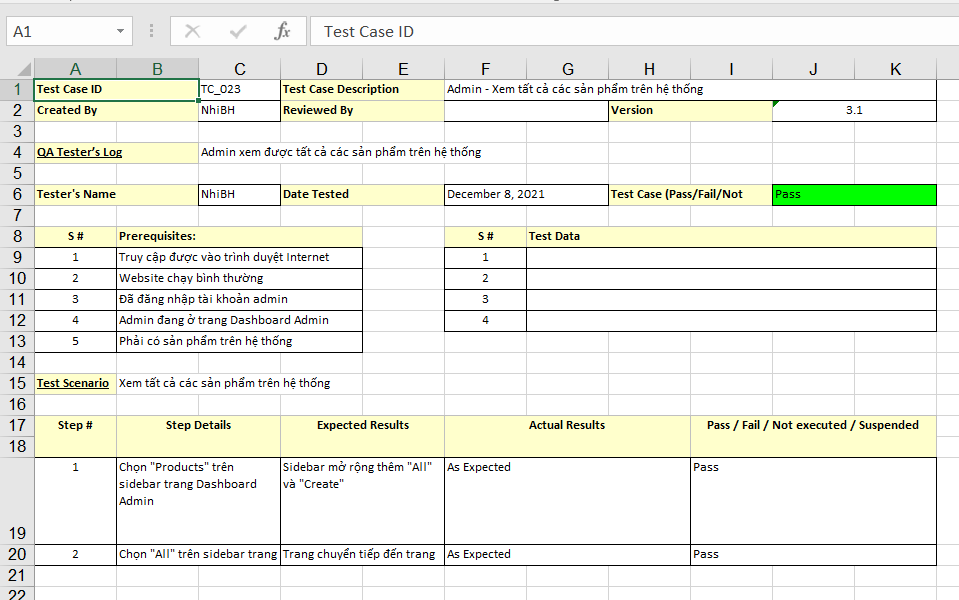 A1 fx Test Case ID
A B C D E F G H I J K
1 Test Case ID TC_023 Test Case Description Admin - Xem tất cả các sản phẩm trên hệ thống
2 Created By NhiBH Reviewed By Version 3.1
3
4 QA Tester's Log Admin xem được tất cả các sản phẩm trên hệ thống
5
6 Tester's Name NhiBH Date Tested December 8, 2021 Test Case (Pass/Fail/Not Pass
7
8 S # Prerequisites: S # Test Data
9 1 Truy cập được vào trình duyệt Internet 1
10 2 Website chạy bình thường 2
11 3 Đã đăng nhập tài khoản admin 3
12 4 Admin đang ở trang Dashboard Admin 4
13 5 Phải có sản phẩm trên hệ thống
14
15 Test Scenario Xem tất cả các sản phẩm trên hệ thống
16
17 Step # Step Details Expected Results Actual Results Pass / Fail / Not executed / Suspended
18
1 Chọn "Products" trên Sidebar mở rộng thêm "All" As Expected Pass
sidebar trang Dashboard và "Create"
Admin
19
20 2 Chọn "All" trên sidebar trang Trang chuyển tiếp đến trang As Expected Pass
21
22